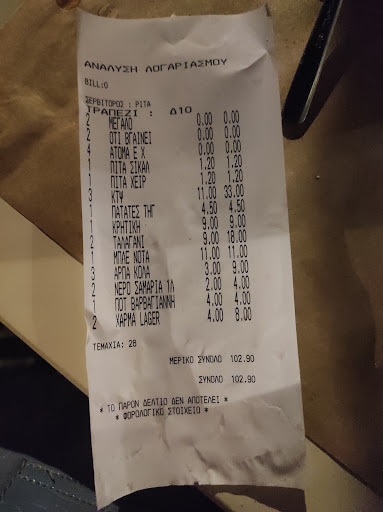 ΑΝΑΛΥΣΗ ΛΟΓΑΡΙΑΣΜΟΥ
BILL:0
ΣΕΡΒΙΤΟΡΟΣ : ΡΙΤΑ
ΤΡΑΠΕΖΙ : Δ10
ΜΕΓΑΛΟ 0.00 0.00
2 ΟΤΙ ΒΓΑΙΝΕΙ 0.00 0.00
4 ΑΤΟΜΑ Ε Χ 0.00 0.00
1 ΠΙΤΑ ΣΙΚΑΛ 1.20 1.20
1 ΠΙΤΑ ΧΕΙΡ 1.20 1.20
3 ΚΤΨ 11.00 33.00
1 ΠΑΤΑΤΕΣ ΤΗΓ 4.50 4.50
1 ΚΡΗΤΙΚΗ 9.00 9.00
2 ΤΑΛΑΓΑΝΙ 9.00 18.00
1 ΜΠΛΕ ΝΟΤΑ 11.00 11.00
3 ΑΡΠΑ ΚΟΛΑ 3.00 9.00
2 ΝΕΡΟ ΣΑΜΑΡΙΑ 1Λ 2.00 4.00
1 ΠΟΤ ΒΑΡΒΑΓΙΑΝΝΗ 4.00 4.00
2 ΧΑΡΜΑ LAGER 4.00 8.00
ΤΕΜΑΧΙΑ: 28
ΜΕΡΙΚΟ ΣΥΝΟΛΟ 102.90
ΣΥΝΟΛΟ 102.90
* ΤΟ ΠΑΡΟΝ ΔΕΛΤΙΟ ΔΕΝ ΑΠΟΤΕΛΕΙ *
* ΦΟΡΟΛΟΓΙΚΟ ΣΤΟΙΧΕΙΟ *